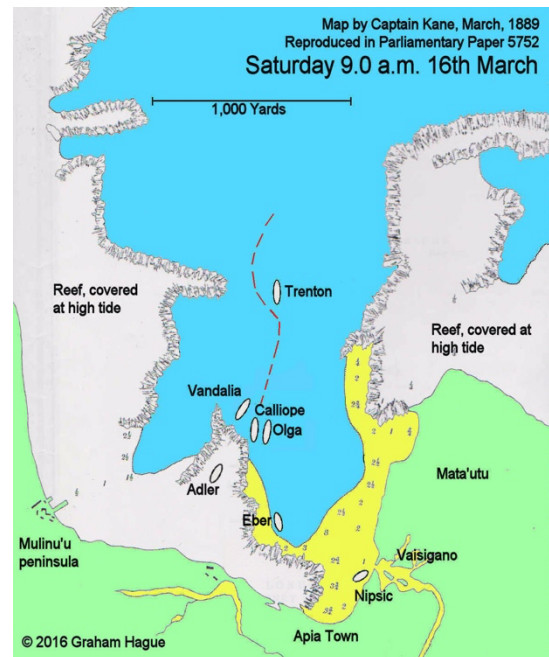 Map by Captain Kane, March, 1889
Reproduced in Parliamentary Paper 5752
Saturday 9.0 a.m. 16th March
1,000 Yards
Reef, covered
at high tide
Trenton
Reef, covered at
high tide
Vandalia
Calliope
Olga
Adler
Mata'utu
Eber
Mulinu'u
peninsula
Vaisigano
Nipsic
Apia Town
© 2016 Graham Hague